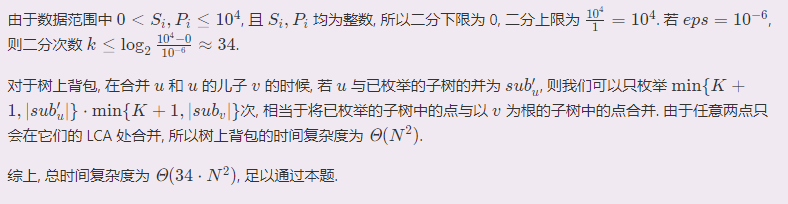 由于数据范围中 $0 < S_i, P_i \leq 10^4$, 且 $S_i, P_i$ 均为整数, 所以二分下限为 0, 二分上限为 $\frac{10^4}{1} = 10^4$. 若 $eps = 10^{-6}$,
则二分次数 $k \leq \log_2 \frac{10^4-0}{10^{-6}} \approx 34$.
对于树上背包, 在合并 $u$ 和 $u$ 的儿子 $v$ 的时候, 若 $u$ 与已枚举的子树的并为 $sub'_u$, 则我们可以只枚举 $\min\{K +$
$1, |sub'_u|\} \cdot \min\{K + 1, |sub_v|\}$次, 相当于将已枚举的子树中的点与以 $v$ 为根的子树中的点合并. 由于任意两点只
会在它们的 LCA 处合并, 所以树上背包的时间复杂度为 $\Theta(N^2)$.
综上, 总时间复杂度为 $\Theta(34 \cdot N^2)$, 足以通过本题.